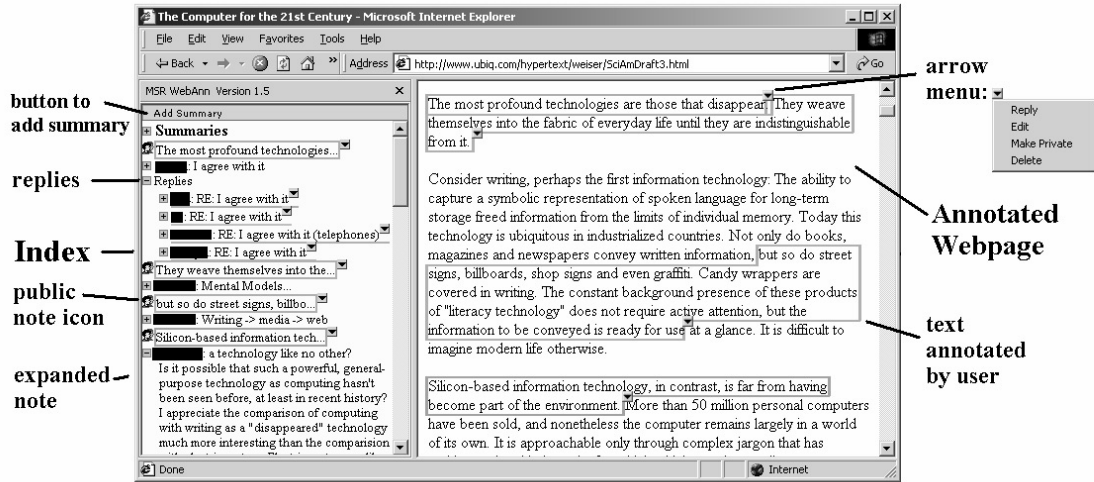 The Computer for the 21st Century - Microsoft Internet Explorer
File Edit View Favorites Tools Help
Back » Address http://www.ubiq.com/hypertext/weiser/SciAmDraft3.html Go
MSR WebAnn Version 1.5 ×
Add Summary
Summaries
The most profound technologies...
: I agree with it
Replies
: RE: I agree with it
: RE: I agree with it
: RE: I agree with it (telephones)
: RE: I agree with it
They weave themselves into the...
: Mental Models...
but so do street signs, billbo...
: Writing -> media -> web
Silicon-based information tech...
: a technology like no other?
Is it possible that such a powerful, general-
purpose technology as computing hasn't
been seen before, at least in recent history?
I appreciate the comparison of computing
with writing as a "disappeared" technology
much more interesting than the comparision
The most profound technologies are those that disappear. They weave
themselves into the fabric of everyday life until they are indistinguishable
from it.
Consider writing, perhaps the first information technology: The ability to
capture a symbolic representation of spoken language for long-term
storage freed information from the limits of individual memory. Today this
technology is ubiquitous in industrialized countries. Not only do books,
magazines and newspapers convey written information, but so do street
signs, billboards, shop signs and even graffiti. Candy wrappers are
covered in writing. The constant background presence of these products
of "literacy technology" does not require active attention, but the
information to be conveyed is ready for use at a glance. It is difficult to
imagine modern life otherwise.
Silicon-based information technology, in contrast, is far from having
become part of the environment. More than 50 million personal computers
have been sold, and nonetheless the computer remains largely in a world
of its own. It is approachable only through complex jargon that has
Done
Internet
button to
add summary
replies
Index
public
note icon
expanded
note
arrow
menu:
Reply
Edit
Make Private
Delete
Annotated
Webpage
text
annotated
by user